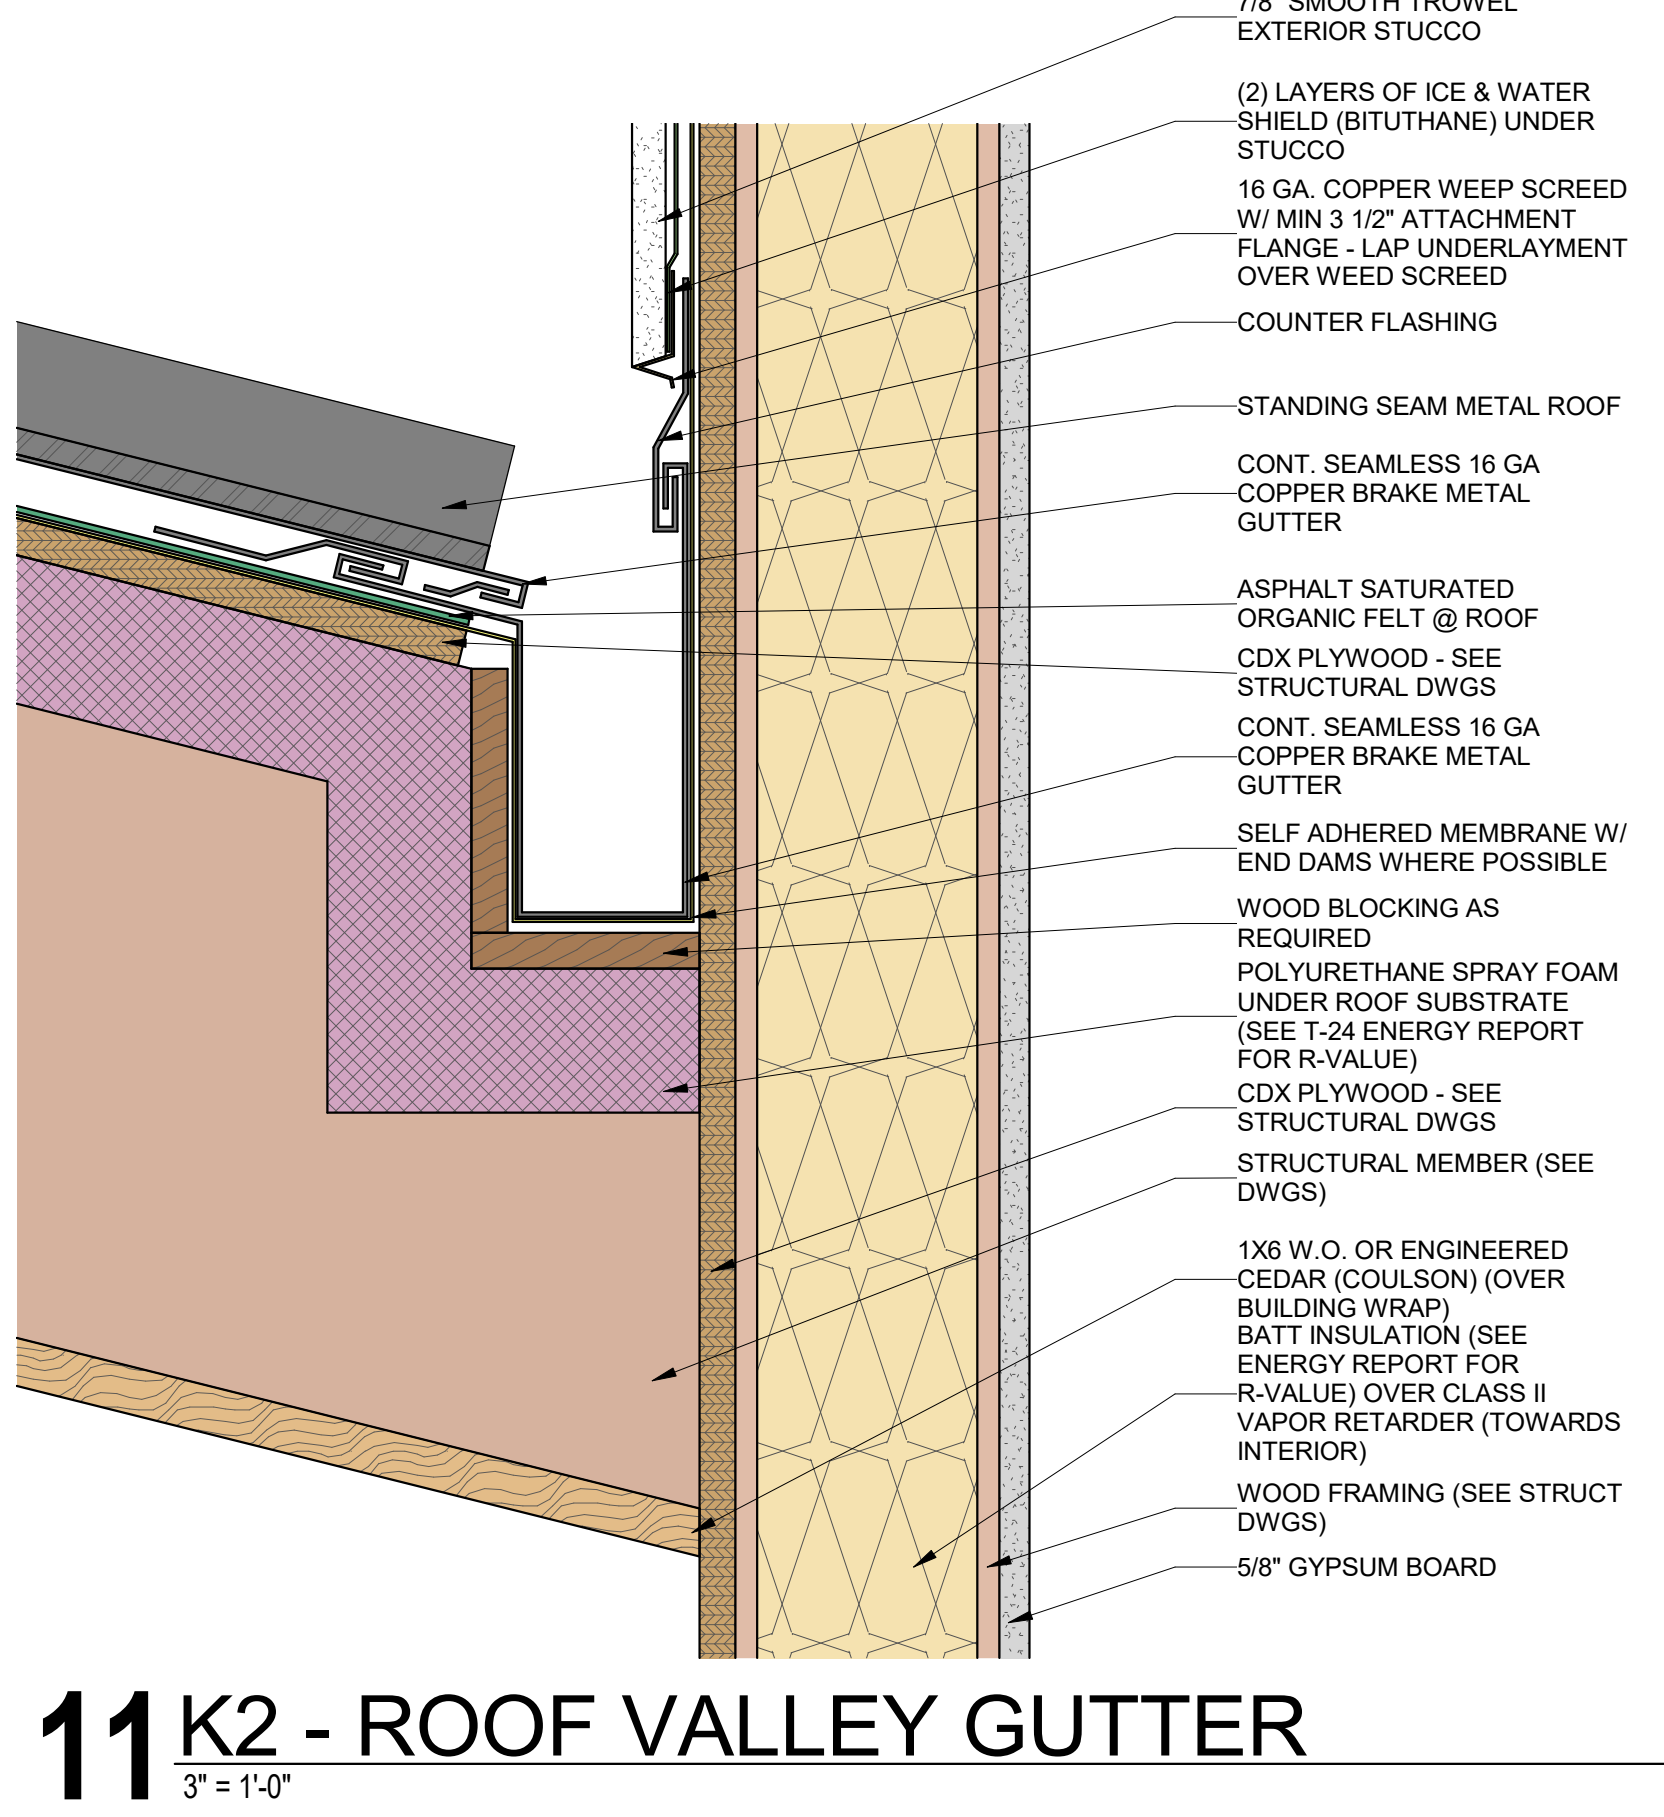 7/8" SMOOTH TROWEL
EXTERIOR STUCCO
(2) LAYERS OF ICE & WATER
SHIELD (BITUTHANE) UNDER
STUCCO
16 GA. COPPER WEEP SCREED
W/ MIN 3 1/2" ATTACHMENT
FLANGE - LAP UNDERLAYMENT
OVER WEED SCREED
COUNTER FLASHING
STANDING SEAM METAL ROOF
CONT. SEAMLESS 16 GA
COPPER BRAKE METAL
GUTTER
ASPHALT SATURATED
ORGANIC FELT @ ROOF
CDX PLYWOOD - SEE
STRUCTURAL DWGS
CONT. SEAMLESS 16 GA
COPPER BRAKE METAL
GUTTER
SELF ADHERED MEMBRANE W/
END DAMS WHERE POSSIBLE
WOOD BLOCKING AS
REQUIRED
POLYURETHANE SPRAY FOAM
UNDER ROOF SUBSTRATE
(SEE T-24 ENERGY REPORT
FOR R-VALUE)
CDX PLYWOOD - SEE
STRUCTURAL DWGS
STRUCTURAL MEMBER (SEE
DWGS)
1X6 W.O. OR ENGINEERED
CEDAR (COULSON) (OVER
BUILDING WRAP)
BATT INSULATION (SEE
ENERGY REPORT FOR
R-VALUE) OVER CLASS II
VAPOR RETARDER (TOWARDS
INTERIOR)
WOOD FRAMING (SEE STRUCT
DWGS)
5/8" GYPSUM BOARD
11 K2 - ROOF VALLEY GUTTER
3" = 1'-0"